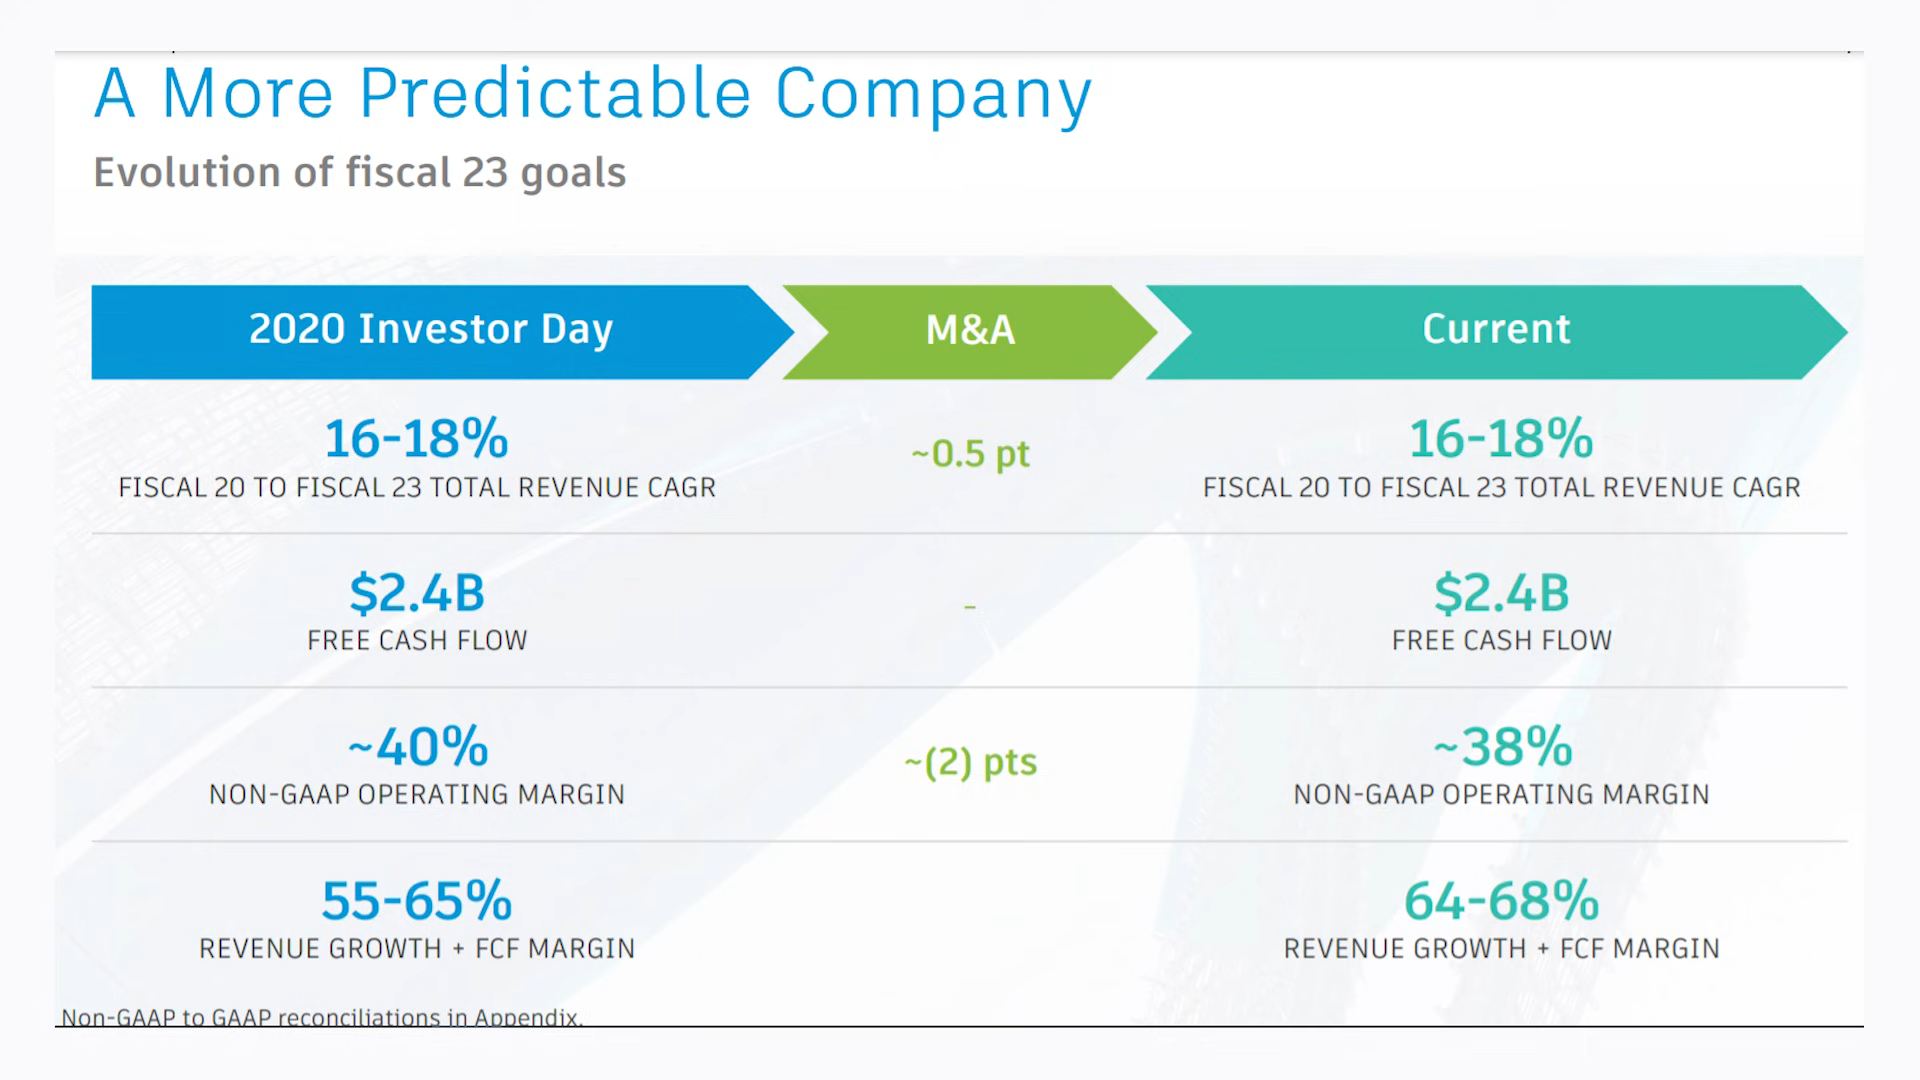 A More Predictable Company
Evolution of fiscal 23 goals
2020 Investor Day
M&A
Current
16-18%
~0.5 pt
16-18%
FISCAL 20 TO FISCAL 23 TOTAL REVENUE CAGR
FISCAL 20 TO FISCAL 23 TOTAL REVENUE CAGR
$2.4B
-
$2.4B
FREE CASH FLOW
FREE CASH FLOW
~40%
~(2) pts
~38%
NON-GAAP OPERATING MARGIN
NON-GAAP OPERATING MARGIN
55-65%
64-68%
REVENUE GROWTH + FCF MARGIN
REVENUE GROWTH + FCF MARGIN
Non-GAAP to GAAP reconciliations in Appendix.